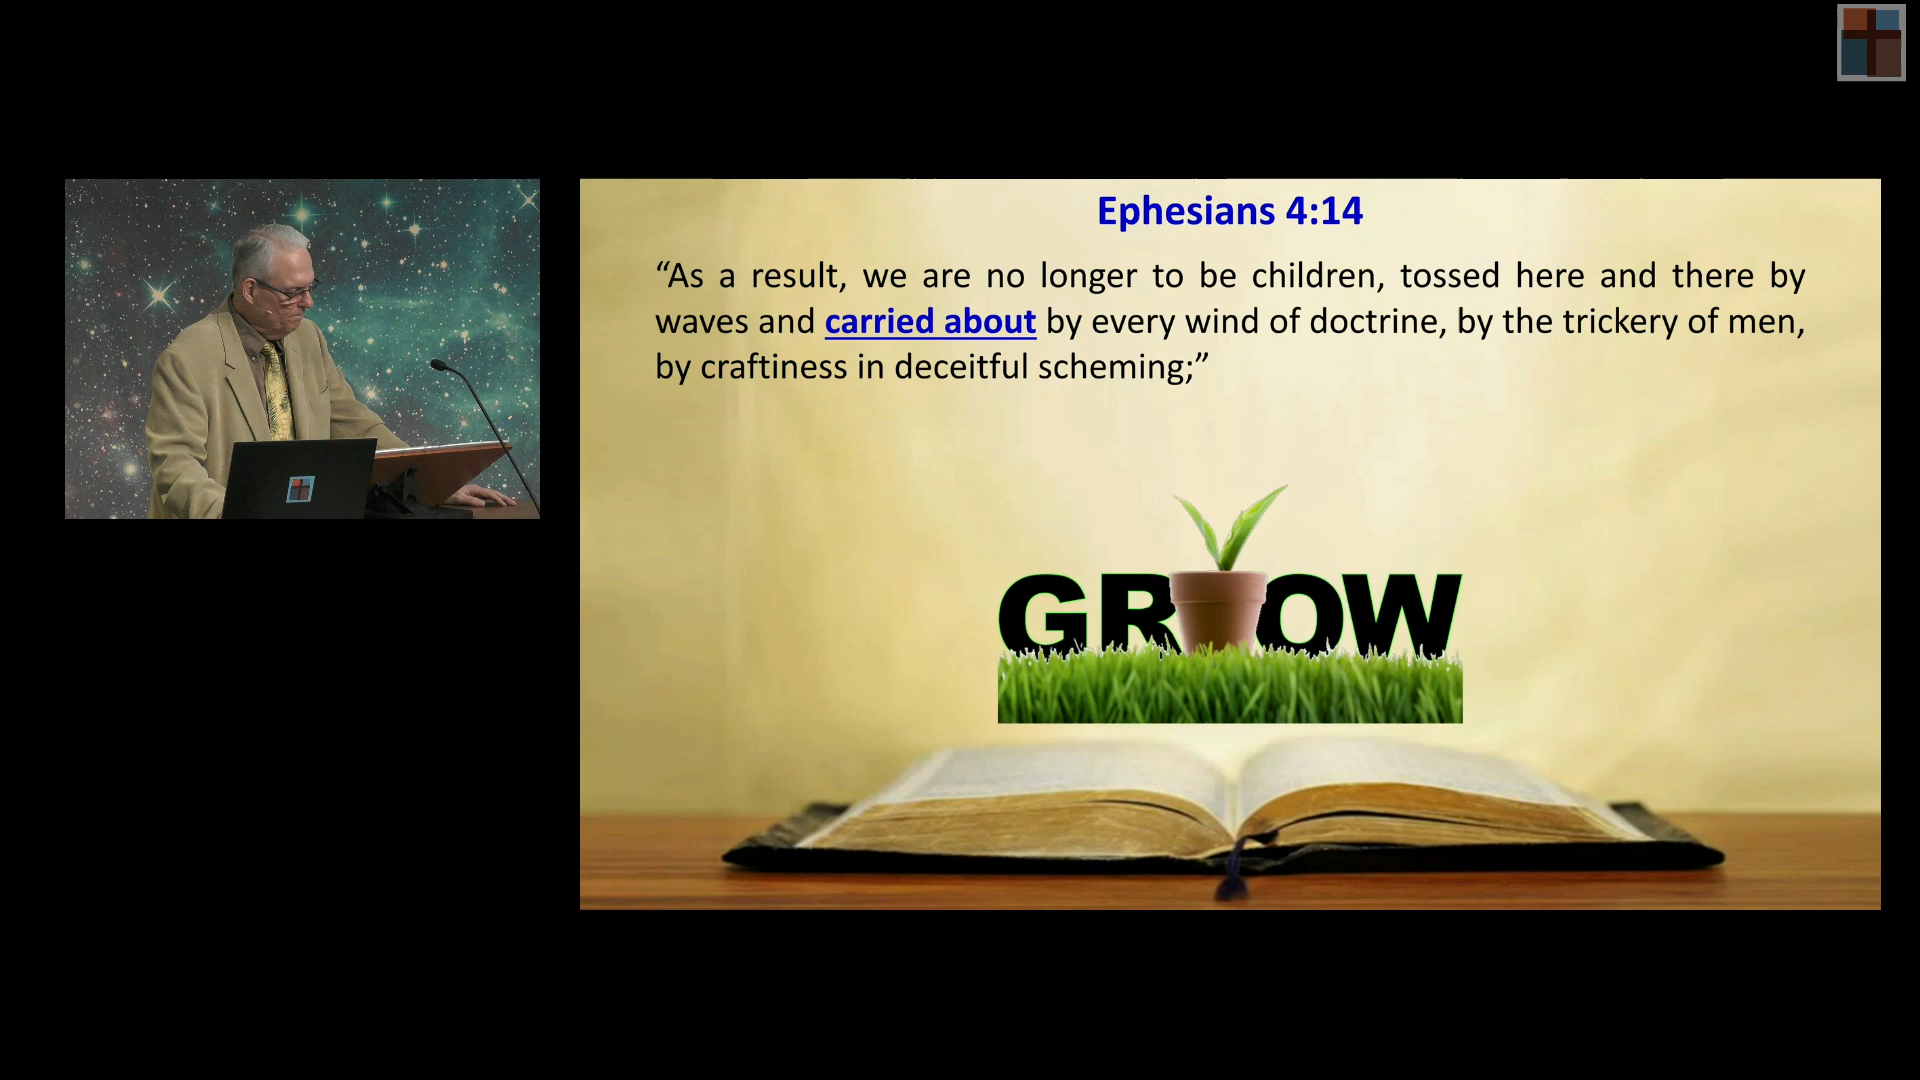 Ephesians 4:14
“As a result, we are no longer to be children, tossed here and there by
waves and carried about by every wind of doctrine, by the trickery of men,
by craftiness in deceitful scheming;”
GROW